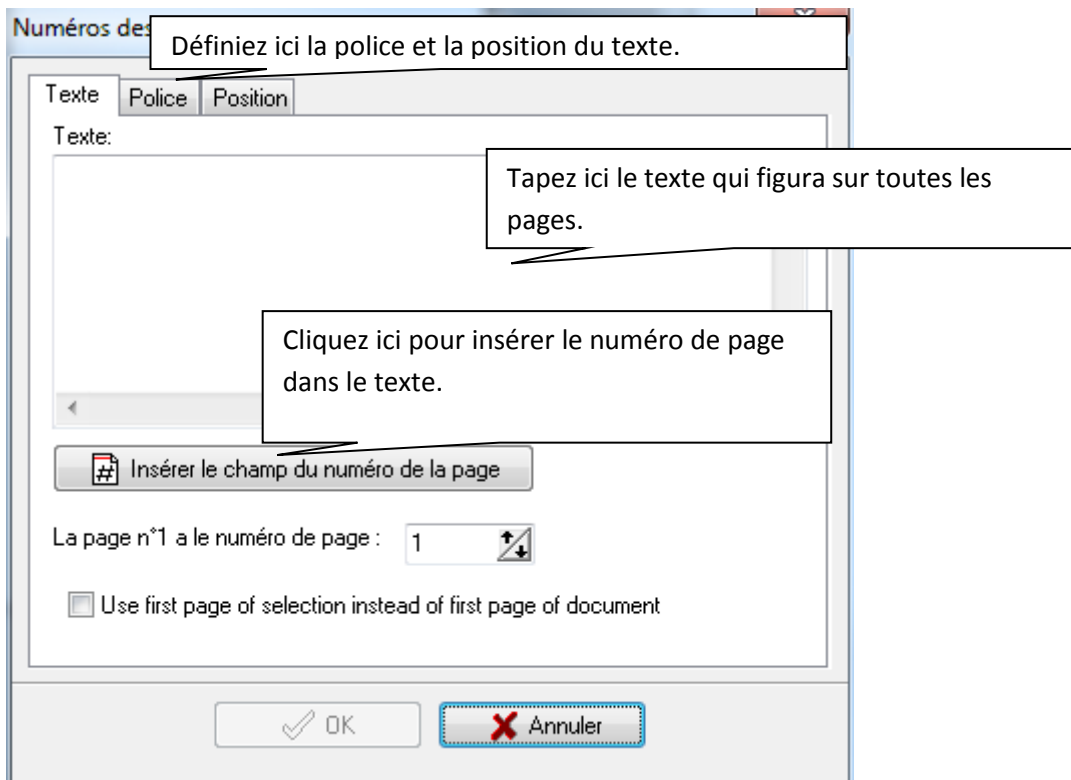 Numéros des
Définiez ici la police et la position du texte.
Texte Police Position
Texte:
Tapez ici le texte qui figura sur toutes les
pages.
Cliquez ici pour insérer le numéro de page
dans le texte.
# Insérer le champ du numéro de la page
La page n°1 a le numéro de page : 1
Use first page of selection instead of first page of document
OK Annuler